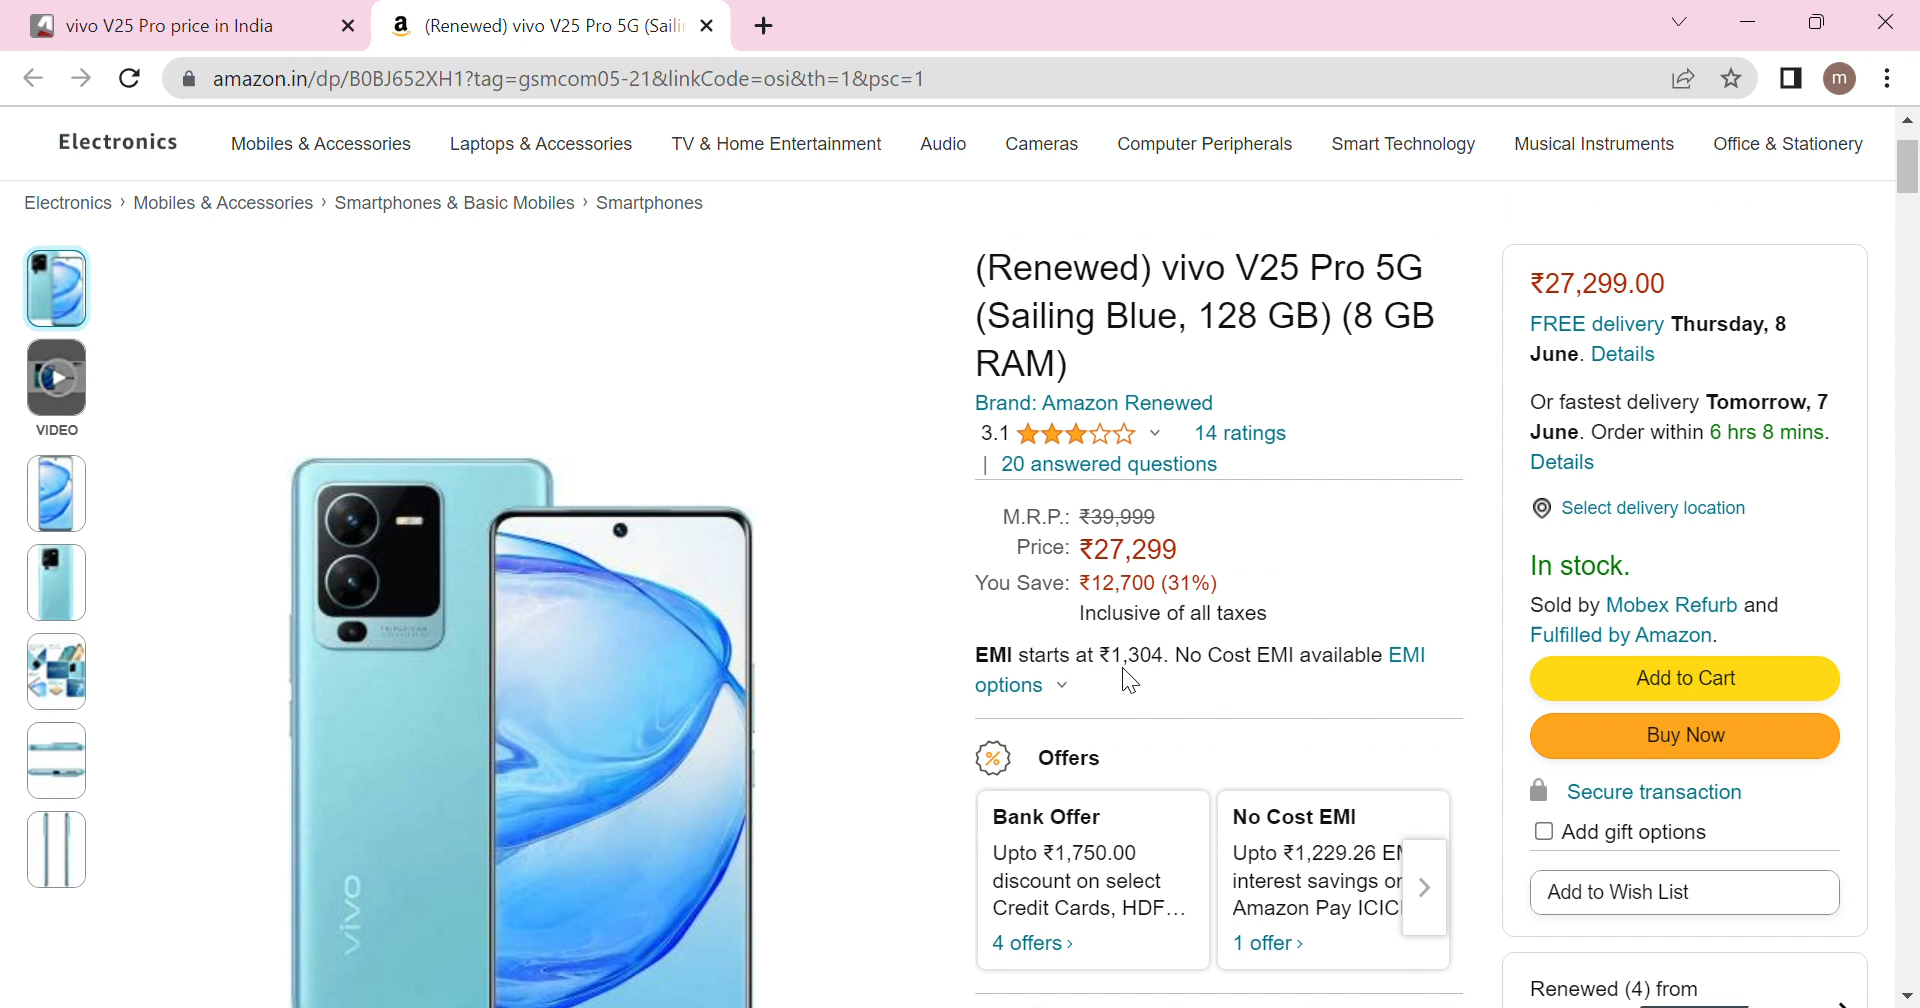 vivo V25 Pro price in India
a (Renewed) vivo V25 Pro 5G (Saili
amazon.in/dp/B0BJ652XH1?tag=gsmcom05-21&linkCode=osi&th=1&psc=1
m
Electronics Mobiles & Accessories Laptops & Accessories TV & Home Entertainment Audio Cameras Computer Peripherals Smart Technology Musical Instruments Office & Stationery
Electronics › Mobiles & Accessories › Smartphones & Basic Mobiles › Smartphones
VIDEO
vivo
(Renewed) vivo V25 Pro 5G
(Sailing Blue, 128 GB) (8 GB
RAM)
Brand: Amazon Renewed
3.1 14 ratings
| 20 answered questions
M.R.P.: ₹39,999
Price: ₹27,299
You Save: ₹12,700 (31%)
Inclusive of all taxes
EMI starts at ₹1,304. No Cost EMI available EMI
options
% Offers
Bank Offer
Upto ₹1,750.00
discount on select
Credit Cards, HDF…
4 offers ›
No Cost EMI
Upto ₹1,229.26 EM
interest savings or
Amazon Pay ICIC
1 offer ›
₹27,299.00
FREE delivery Thursday, 8
June. Details
Or fastest delivery Tomorrow, 7
June. Order within 6 hrs 8 mins.
Details
Select delivery location
In stock.
Sold by Mobex Refurb and
Fulfilled by Amazon.
Add to Cart
Buy Now
Secure transaction
Add gift options
Add to Wish List
Renewed (4) from